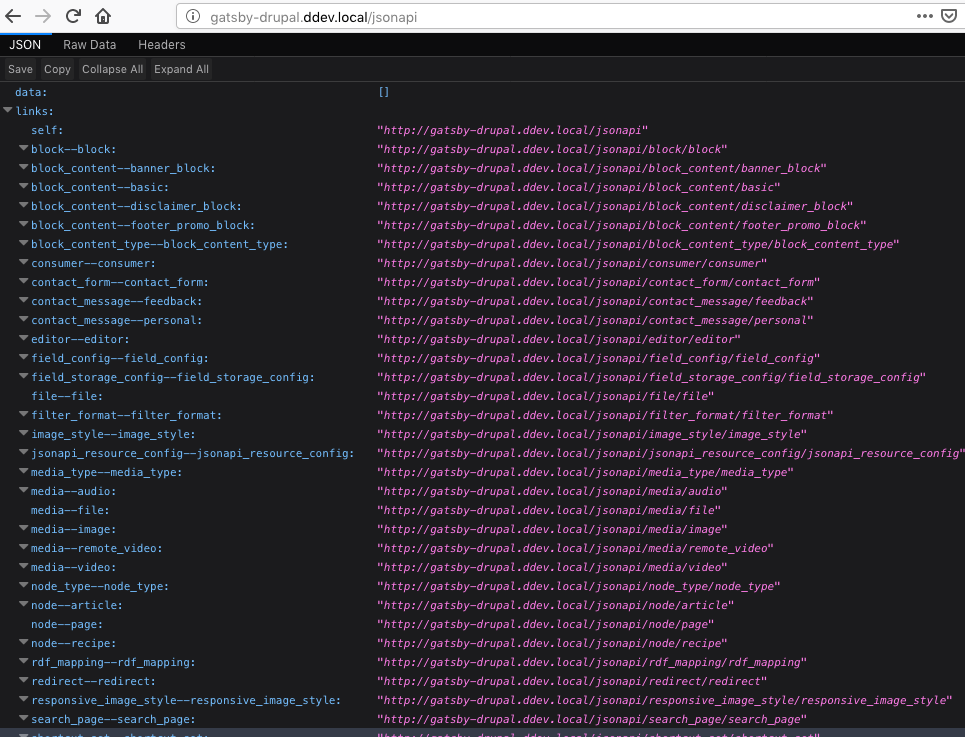 gatsby-drupal.ddev.local/jsonapi
JSON Raw Data Headers
Save Copy Collapse All Expand All
data: []
links:
self: "http://gatsby-drupal.ddev.local/jsonapi"
block--block: "http://gatsby-drupal.ddev.local/jsonapi/block/block"
block_content--banner_block: "http://gatsby-drupal.ddev.local/jsonapi/block_content/banner_block"
block_content--basic: "http://gatsby-drupal.ddev.local/jsonapi/block_content/basic"
block_content--disclaimer_block: "http://gatsby-drupal.ddev.local/jsonapi/block_content/disclaimer_block"
block_content--footer_promo_block: "http://gatsby-drupal.ddev.local/jsonapi/block_content/footer_promo_block"
block_content_type--block_content_type: "http://gatsby-drupal.ddev.local/jsonapi/block_content_type/block_content_type"
consumer--consumer: "http://gatsby-drupal.ddev.local/jsonapi/consumer/consumer"
contact_form--contact_form: "http://gatsby-drupal.ddev.local/jsonapi/contact_form/contact_form"
contact_message--feedback: "http://gatsby-drupal.ddev.local/jsonapi/contact_message/feedback"
contact_message--personal: "http://gatsby-drupal.ddev.local/jsonapi/contact_message/personal"
editor--editor: "http://gatsby-drupal.ddev.local/jsonapi/editor/editor"
field_config--field_config: "http://gatsby-drupal.ddev.local/jsonapi/field_config/field_config"
field_storage_config--field_storage_config: "http://gatsby-drupal.ddev.local/jsonapi/field_storage_config/field_storage_config"
file--file: "http://gatsby-drupal.ddev.local/jsonapi/file/file"
filter_format--filter_format: "http://gatsby-drupal.ddev.local/jsonapi/filter_format/filter_format"
image_style--image_style: "http://gatsby-drupal.ddev.local/jsonapi/image_style/image_style"
jsonapi_resource_config--jsonapi_resource_config: "http://gatsby-drupal.ddev.local/jsonapi/jsonapi_resource_config/jsonapi_resource_config"
media_type--media_type: "http://gatsby-drupal.ddev.local/jsonapi/media_type/media_type"
media--audio: "http://gatsby-drupal.ddev.local/jsonapi/media/audio"
media--file: "http://gatsby-drupal.ddev.local/jsonapi/media/file"
media--image: "http://gatsby-drupal.ddev.local/jsonapi/media/image"
media--remote_video: "http://gatsby-drupal.ddev.local/jsonapi/media/remote_video"
media--video: "http://gatsby-drupal.ddev.local/jsonapi/media/video"
node_type--node_type: "http://gatsby-drupal.ddev.local/jsonapi/node_type/node_type"
node--article: "http://gatsby-drupal.ddev.local/jsonapi/node/article"
node--page: "http://gatsby-drupal.ddev.local/jsonapi/node/page"
node--recipe: "http://gatsby-drupal.ddev.local/jsonapi/node/recipe"
rdf_mapping--rdf_mapping: "http://gatsby-drupal.ddev.local/jsonapi/rdf_mapping/rdf_mapping"
redirect--redirect: "http://gatsby-drupal.ddev.local/jsonapi/redirect/redirect"
responsive_image_style--responsive_image_style: "http://gatsby-drupal.ddev.local/jsonapi/responsive_image_style/responsive_image_style"
search_page--search_page: "http://gatsby-drupal.ddev.local/jsonapi/search_page/search_page"